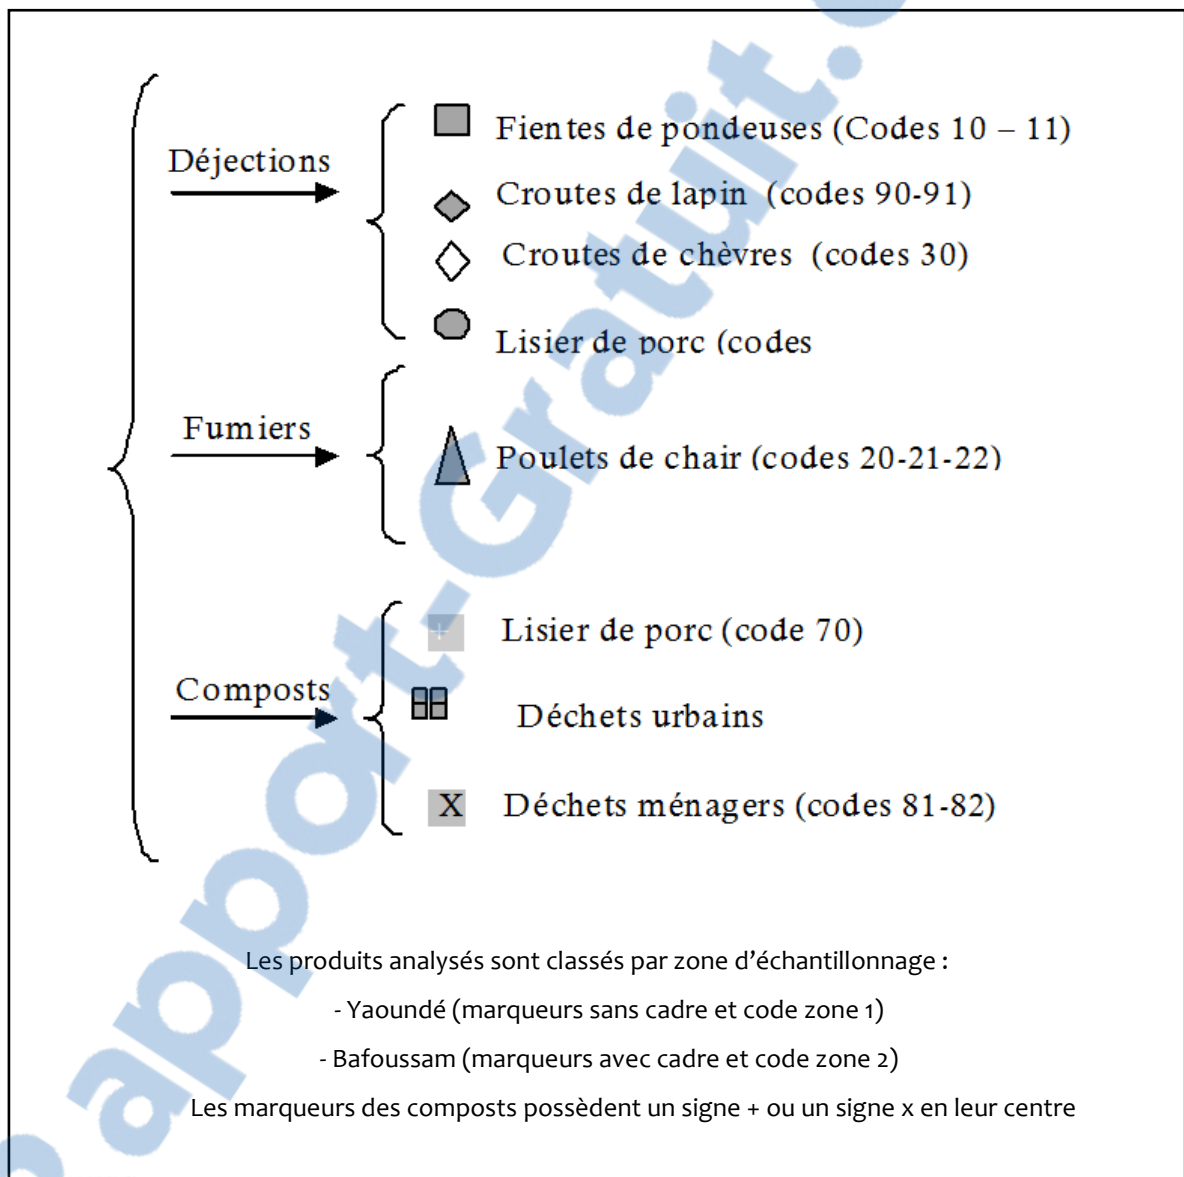 Déjections
Fientes de pondeuses (Codes 10 – 11)
Croutes de lapin (codes 90-91)
Croutes de chèvres (codes 30)
Lisier de porc (codes
Fumiers
Poulets de chair (codes 20-21-22)
Composts
+
Lisier de porc (code 70)
Déchets urbains
X
Déchets ménagers (codes 81-82)
Les produits analysés sont classés par zone d’échantillonnage :
- Yaoundé (marqueurs sans cadre et code zone 1)
- Bafoussam (marqueurs avec cadre et code zone 2)
Les marqueurs des composts possèdent un signe + ou un signe x en leur centre
apport-Gratuit.c